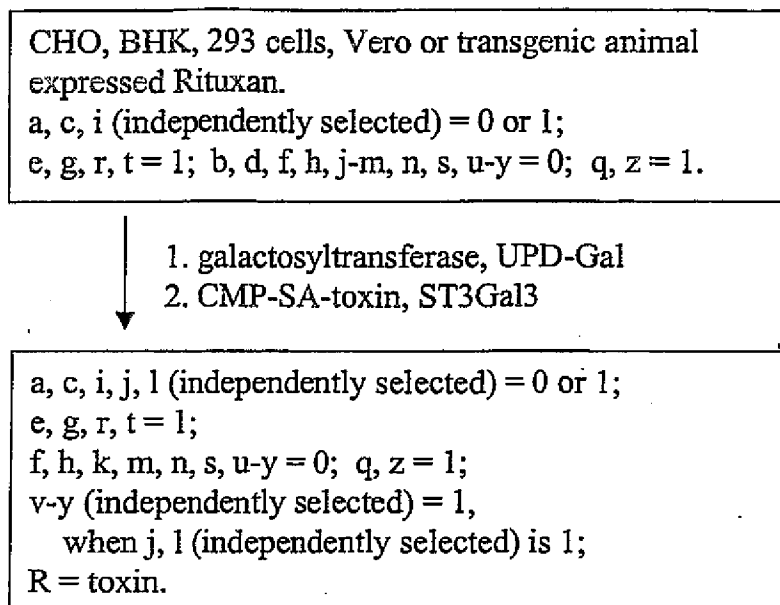 CHO, BHK, 293 cells, Vero or transgenic animal
expressed Rituxan.
a, c, i (independently selected) = 0 or 1;
e, g, r, t = 1; b, d, f, h, j-m, n, s, u-y = 0; q, z = 1.
1. galactosyltransferase, UPD-Gal
2. CMP-SA-toxin, ST3Gal3
a, c, i, j, l (independently selected) = 0 or 1;
e, g, r, t = 1;
f, h, k, m, n, s, u-y = 0; q, z = 1;
v-y (independently selected) = 1,
when j, l (independently selected) is 1;
R = toxin.